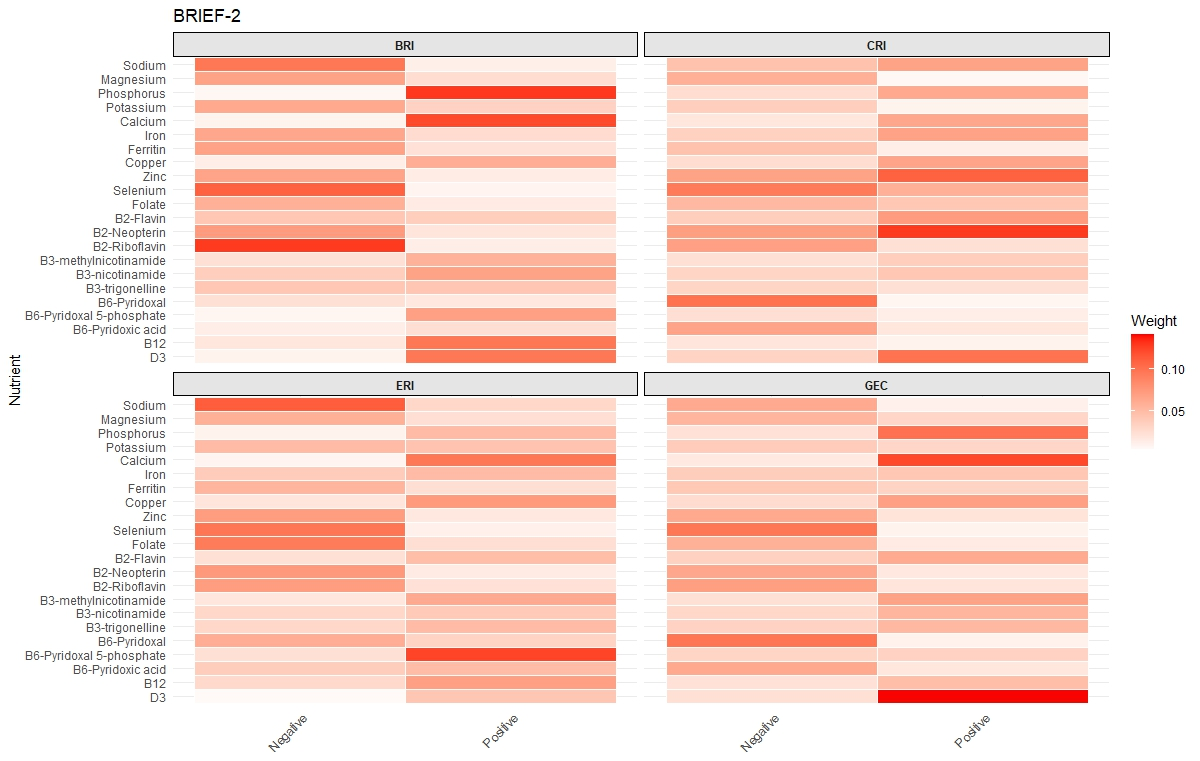 BRIEF-2
BRI
CRI
Sodium
Magnesium
Phosphorus
Potassium
Calcium
Iron
Ferritin
Copper
Zinc
Selenium
Folate
B2-Flavin
B2-Neopterin
B2-Riboflavin
B3-methylnicotinamide
B3-nicotinamide
B3-trigonelline
B6-Pyridoxal
B6-Pyridoxal 5-phosphate
B6-Pyridoxic acid
B12
D3
Nutrient
ERI
GEC
Sodium
Magnesium
Phosphorus
Potassium
Calcium
Iron
Ferritin
Copper
Zinc
Selenium
Folate
B2-Flavin
B2-Neopterin
B2-Riboflavin
B3-methylnicotinamide
B3-nicotinamide
B3-trigonelline
B6-Pyridoxal
B6-Pyridoxal 5-phosphate
B6-Pyridoxic acid
B12
D3
Negative
Positive
Negative
Positive
Weight
0.10
0.05